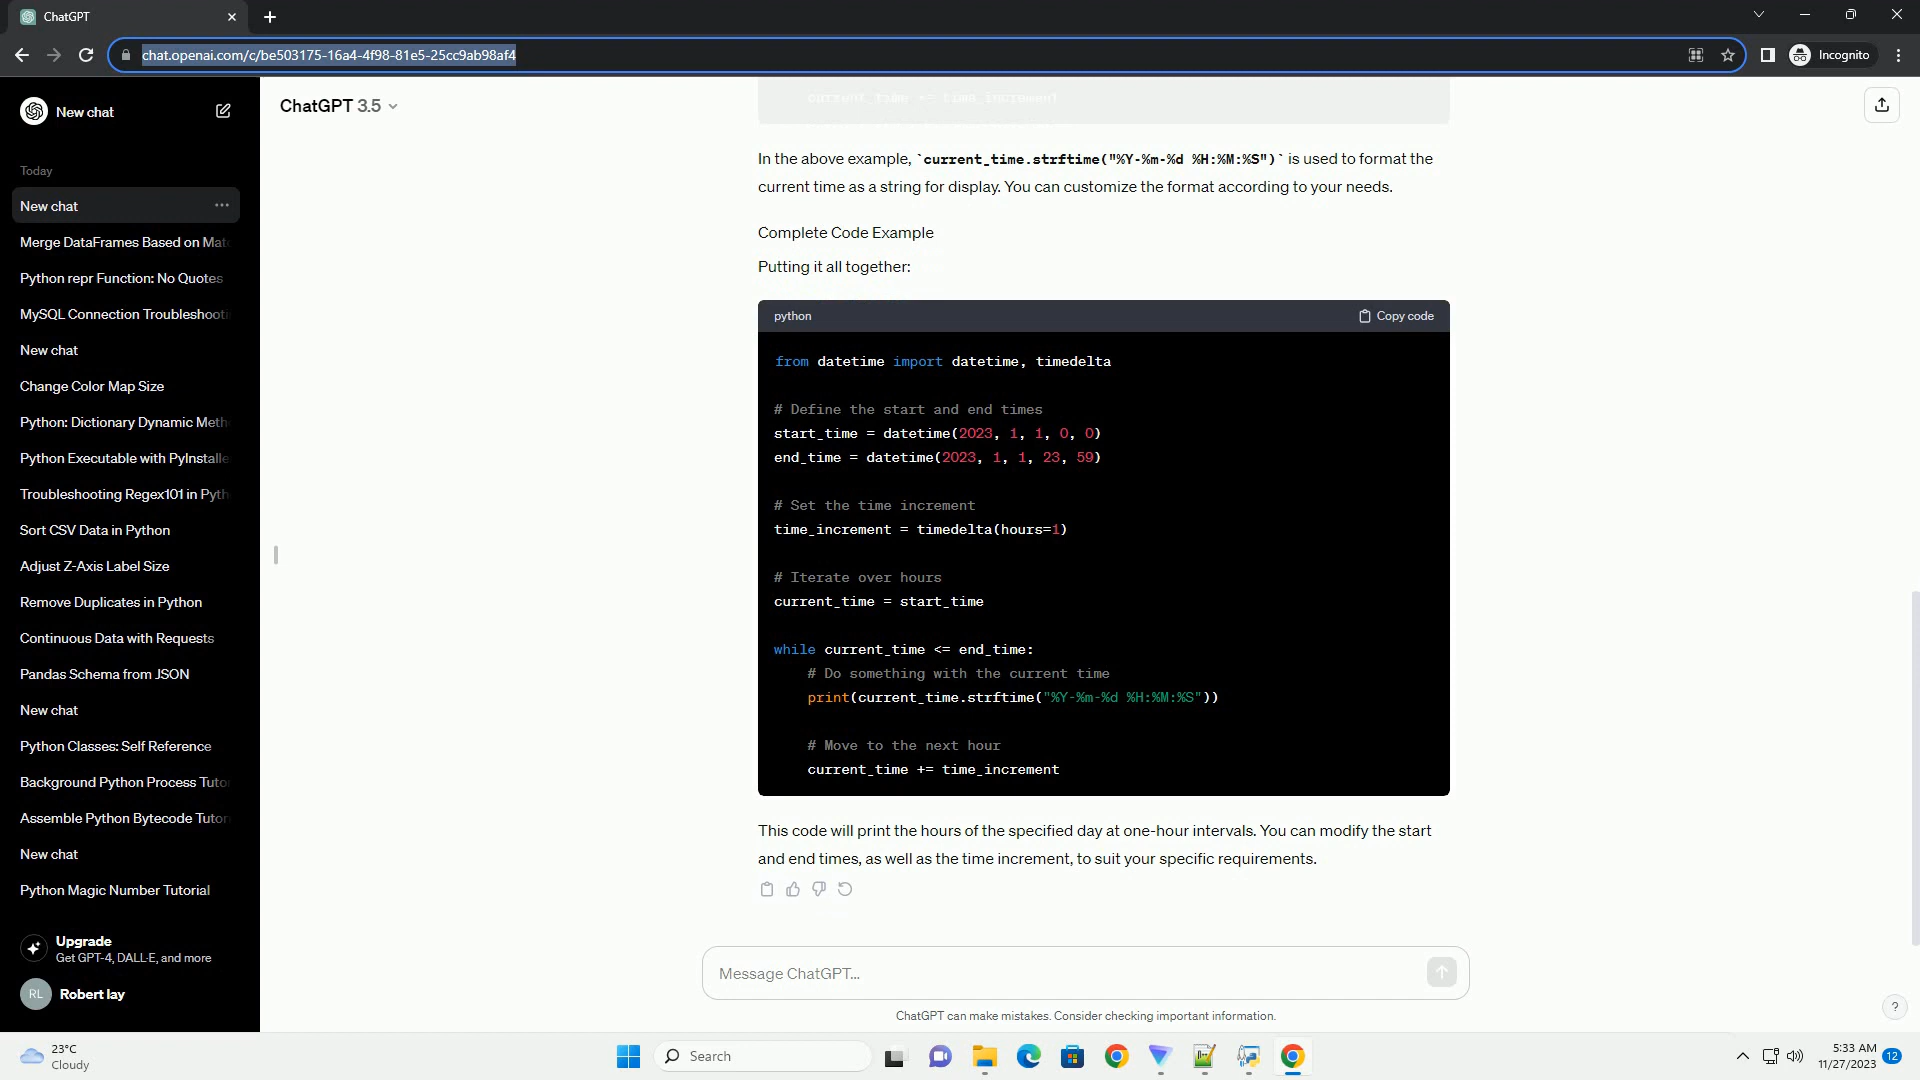 ChatGPT
chat.openai.com/c/be503175-16a4-4f98-81e5-25cc9ab98af4
Incognito
New chat
Today
New chat
Merge DataFrames Based on Mat
Python repr Function: No Quotes
MySQL Connection Troubleshooti
New chat
Change Color Map Size
Python: Dictionary Dynamic Meth
Python Executable with PyInstalle
Troubleshooting Regex101 in Pyth
Sort CSV Data in Python
Adjust Z-Axis Label Size
Remove Duplicates in Python
Continuous Data with Requests
Pandas Schema from JSON
New chat
Python Classes: Self Reference
Background Python Process Tuto
Assemble Python Bytecode Tutor
New chat
Python Magic Number Tutorial
Upgrade
Get GPT-4, DALL·E, and more
RL
Robert lay
ChatGPT 3.5
current_time += time_increment
In the above example, `current_time.strftime("%Y-%m-%d %H:%M:%S")` is used to format the
current time as a string for display. You can customize the format according to your needs.
Complete Code Example
Putting it all together:
python
Copy code
from datetime import datetime, timedelta
# Define the start and end times
start_time = datetime(2023, 1, 1, 0, 0)
end_time = datetime(2023, 1, 1, 23, 59)
# Set the time increment
time_increment = timedelta(hours=1)
# Iterate over hours
current_time = start_time
while current_time <= end_time:
# Do something with the current time
print(current_time.strftime("%Y-%m-%d %H:%M:%S"))
# Move to the next hour
current_time += time_increment
This code will print the hours of the specified day at one-hour intervals. You can modify the start
and end times, as well as the time increment, to suit your specific requirements.
Message ChatGPT...
ChatGPT can make mistakes. Consider checking important information.
?
23°C
Cloudy
Search
5:33 AM
11/27/2023
12